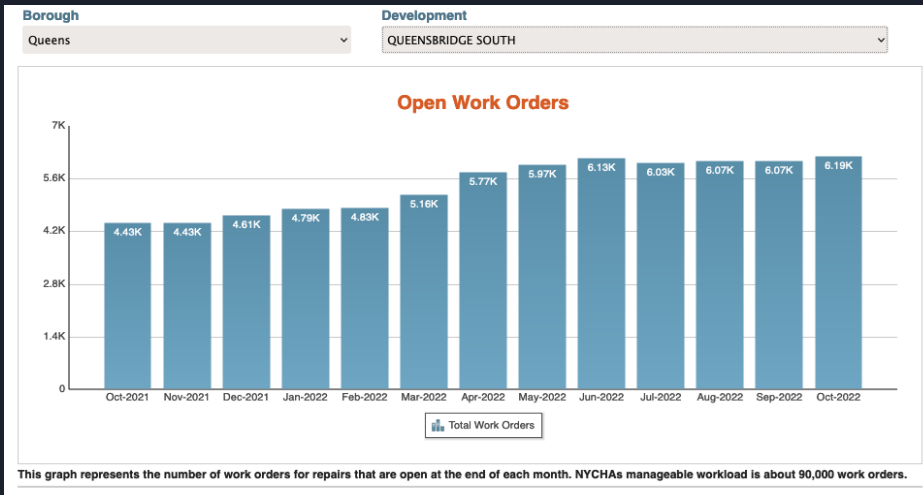 Borough Development
Queens QUEENSBRIDGE SOUTH
Open Work Orders
7K
5.6K
4.2K
2.8K
1.4K
0
4.43K 4.43K 4.61K 4.79K 4.83K 5.16K 5.77K 5.97K 6.13K 6.03K 6.07K 6.07K 6.19K
Oct-2021 Nov-2021 Dec-2021 Jan-2022 Feb-2022 Mar-2022 Apr-2022 May-2022 Jun-2022 Jul-2022 Aug-2022 Sep-2022 Oct-2022
Total Work Orders
This graph represents the number of work orders for repairs that are open at the end of each month. NYCHAs manageable workload is about 90,000 work orders.